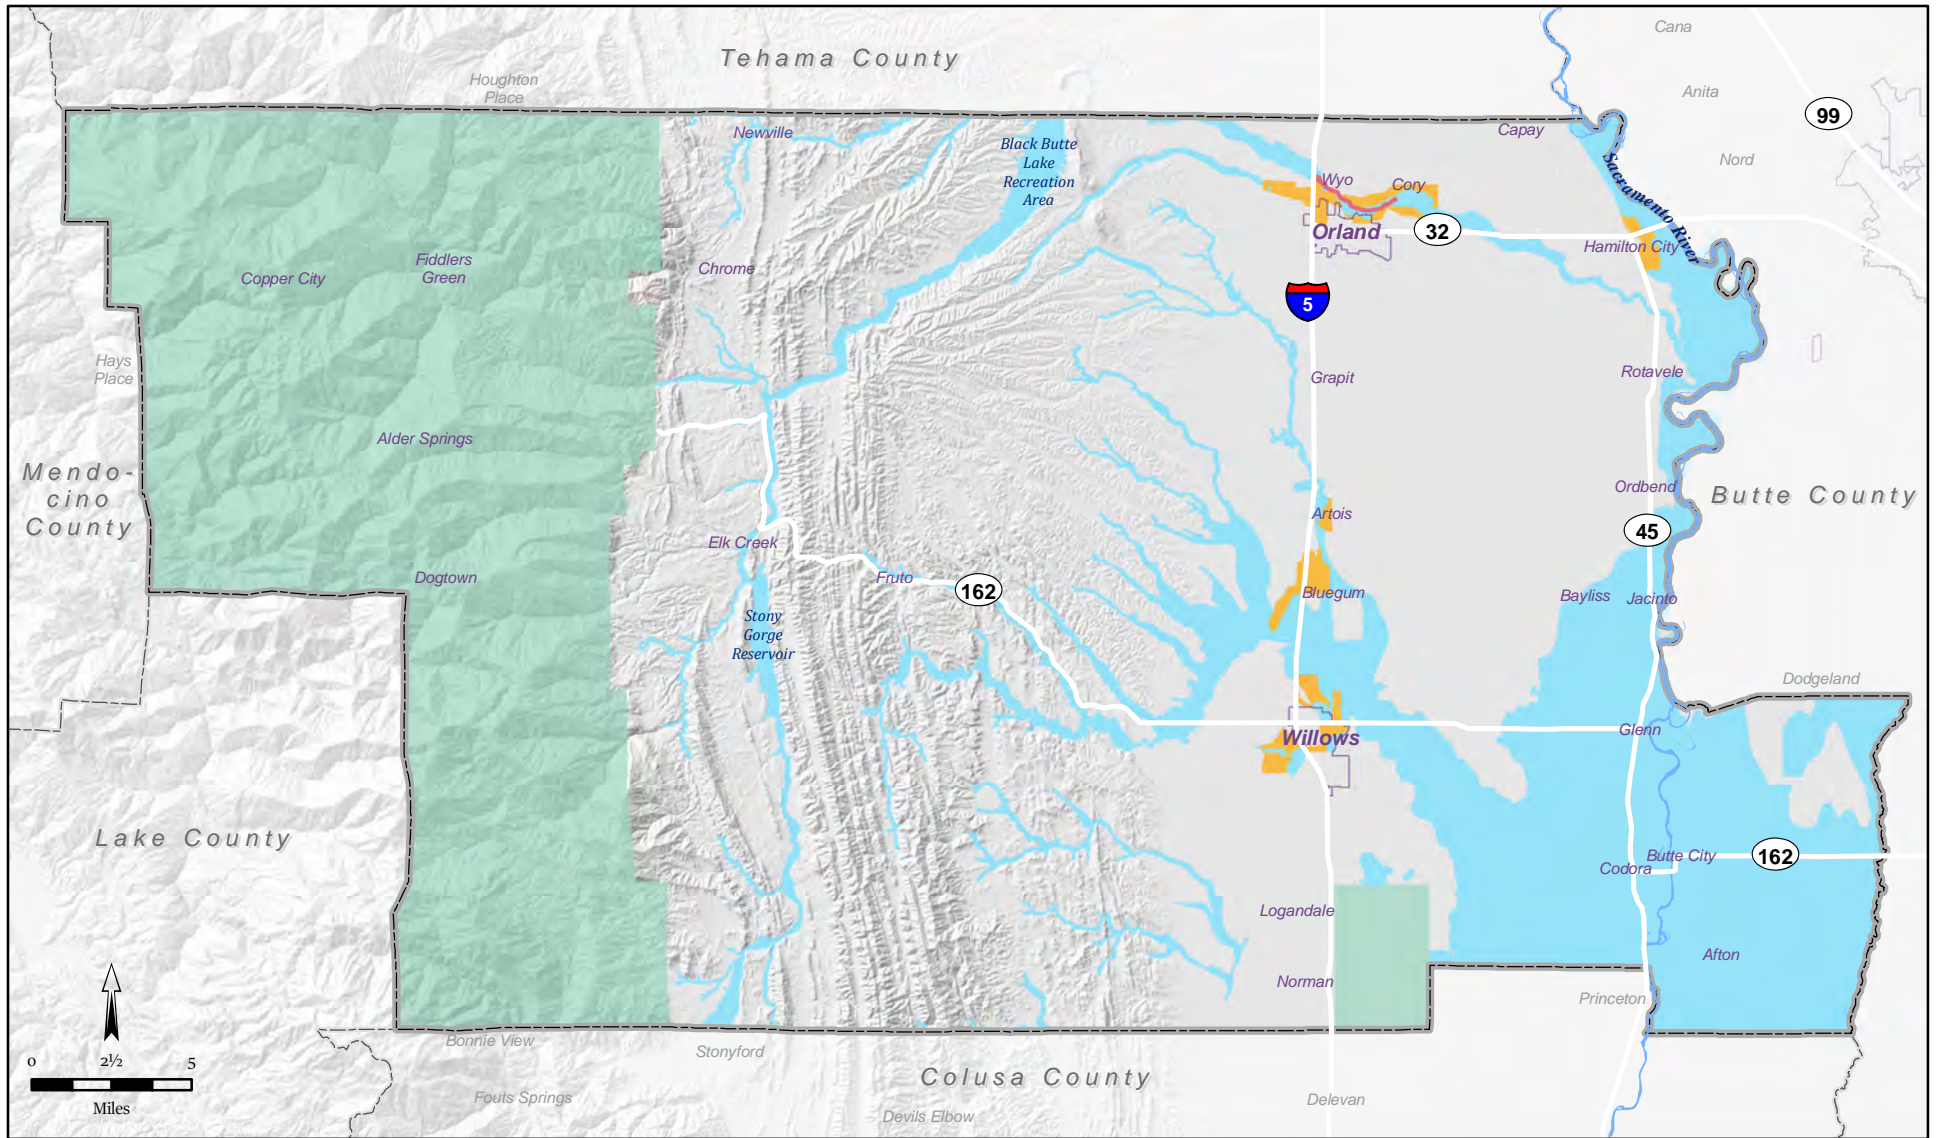 Cana
Tehama County
Houghton
Place
Anita
99
Newville
Capay
Black Butte
Lake
Recreation
Area
Nord
Sacramento River
Wyo
Cory
Orland
32
Hamilton City
Copper City
Fiddlers
Green
Chrome
5
Hays
Place
Grapit
Rotavele
Alder Springs
Mendo-
cino
County
Ordbend
Butte County
Artois
45
Elk Creek
Dogtown
Fruto
162
Bluegum
Bayliss
Jacinto
Stony
Gorge
Reservoir
Dodgeland
Willows
Glenn
Lake County
Butte City
162
Codora
Logandale
Afton
Norman
Princeton
Bonnie View
Stonyford
0
2½
5
Miles
Colusa County
Fouts Springs
Devils Elbow
Delevan